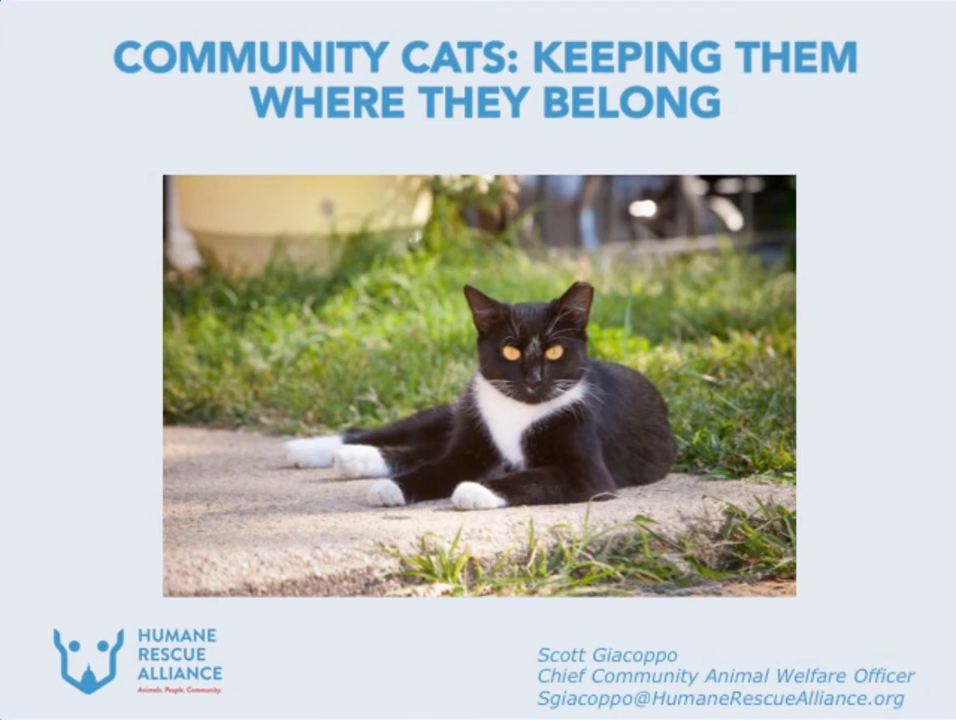 COMMUNITY CATS: KEEPING THEM
WHERE THEY BELONG
HUMANE
RESCUE
ALLIANCE
Animals. People. Community.
Scott Giacoppo
Chief Community Animal Welfare Officer
Sgiacoppo@HumaneRescueAlliance.org